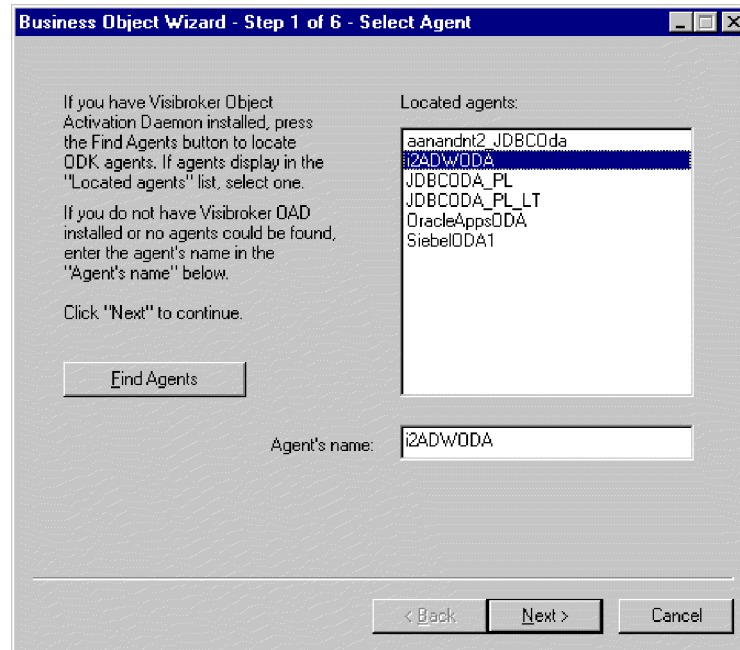 Business Object Wizard - Step 1 of 6 - Select Agent
If you have Visibroker Object
Activation Daemon installed, press
the Find Agents button to locate
ODK agents. If agents display in the
"Located agents" list, select one.
If you do not have Visibroker OAD
installed or no agents could be found,
enter the agent's name in the
"Agent's name" below.
Click "Next" to continue.
Find Agents
Located agents:
aanandnt2_JDBCOda
i2ADWODA
JDBCODA_PL
JDBCODA_PL_LT
OracleAppsODA
SiebelODA1
Agent's name:
i2ADWODA
< Back
Next >
Cancel